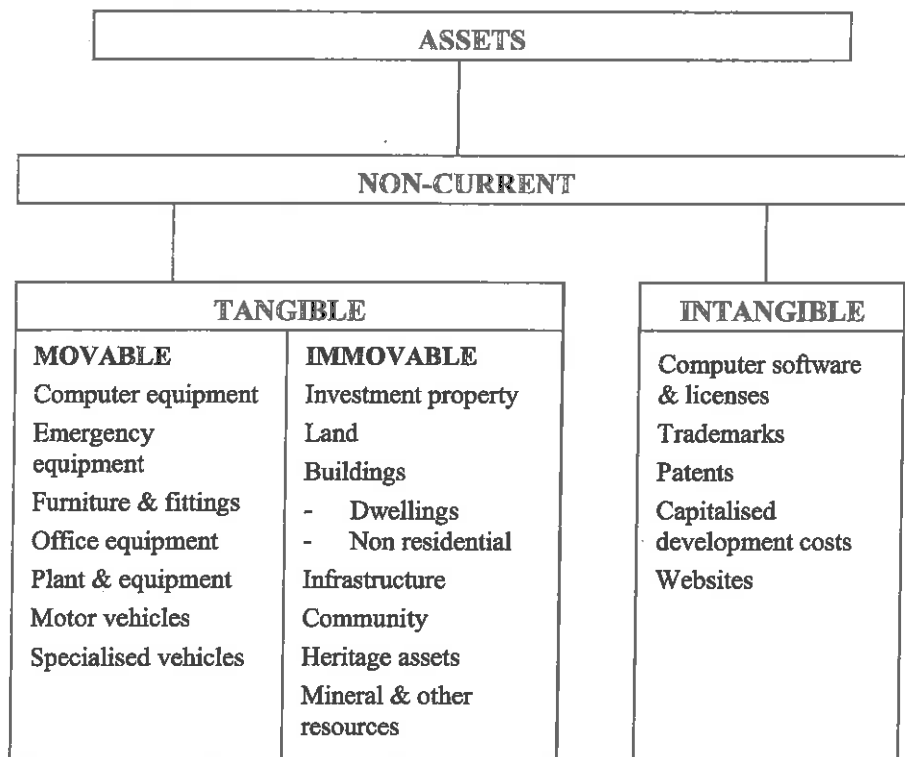 ASSETS
NON-CURRENT
TANGIBLE
MOVABLE
Computer equipment
Emergency
equipment
Furniture & fittings
Office equipment
Plant & equipment
Motor vehicles
Specialised vehicles
IMMOVABLE
Investment property
Land
Buildings
- Dwellings
- Non residential
Infrastructure
Community
Heritage assets
Mineral & other
resources
INTANGIBLE
Computer software
& licenses
Trademarks
Patents
Capitalised
development costs
Websites